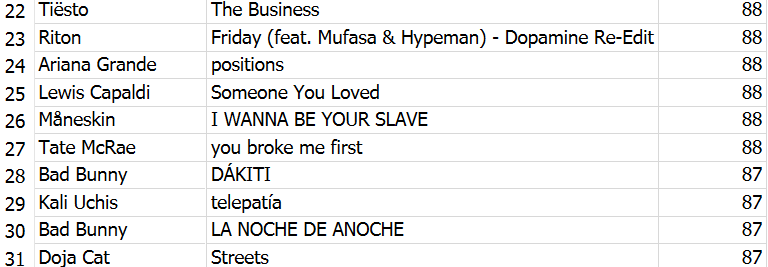 22 Tiësto The Business 88
23 Riton Friday (feat. Mufasa & Hypeman) - Dopamine Re-Edit 88
24 Ariana Grande positions 88
25 Lewis Capaldi Someone You Loved 88
26 Måneskin I WANNA BE YOUR SLAVE 88
27 Tate McRae you broke me first 88
28 Bad Bunny DÁKITI 87
29 Kali Uchis telepatía 87
30 Bad Bunny LA NOCHE DE ANOCHE 87
31 Doja Cat Streets 87